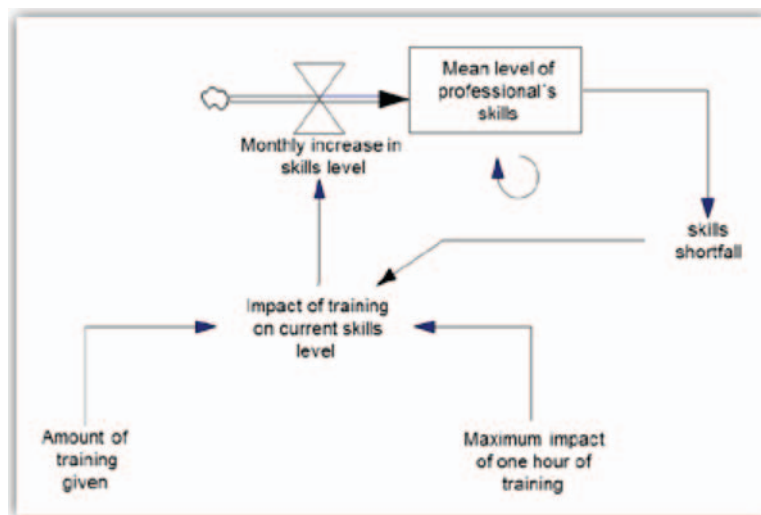 Mean level of
professional´s
skills
Monthly increase in
skills level
skills
shortfall
Impact of training
on current skills
level
Amount of
training
given
Maximum impact
of one hour of
training